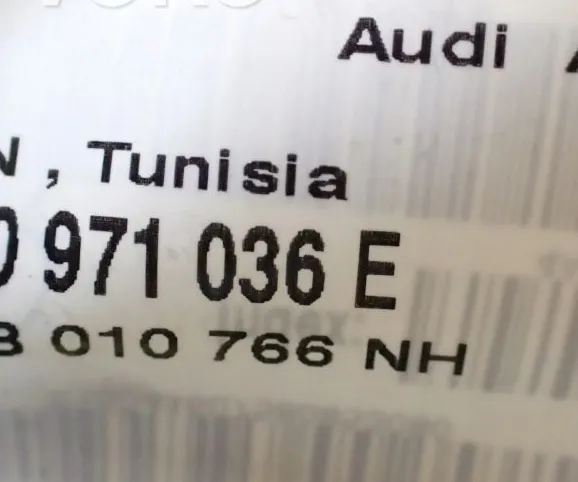 Audi
, Tunisia
971 036 E
010 766 NH